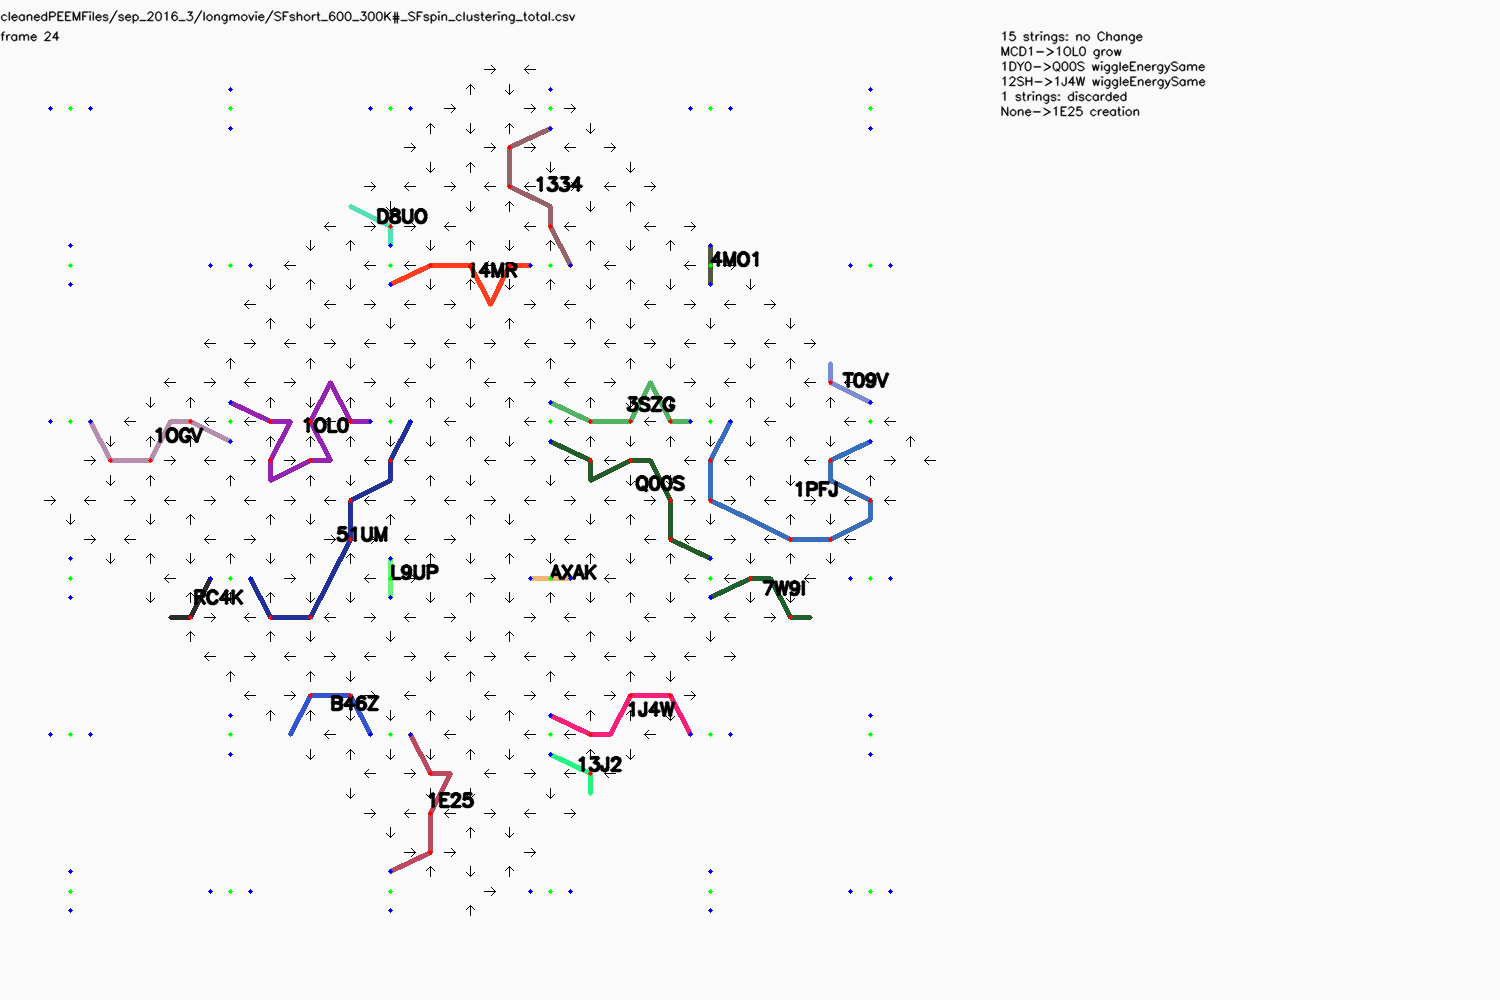 cleanedPEEMFiles/sep_2016_3/longmovie/SFshort_600_300K#_SFspin_clustering_total.csv
frame 24
15 strings: no Change
MCD1->1OL0 grow
1DY0->Q00S wiggleEnergySame
12SH->1J4W wiggleEnergySame
1 strings: discarded
None->1E25 creation
1334
D8U0
4MO1
14MR
T09V
3SZG
1OL0
1OGV
Q00S
1PFJ
51UM
L9UP
AXAK
7W9I
RC4K
B46Z
1J4W
13J2
1E25